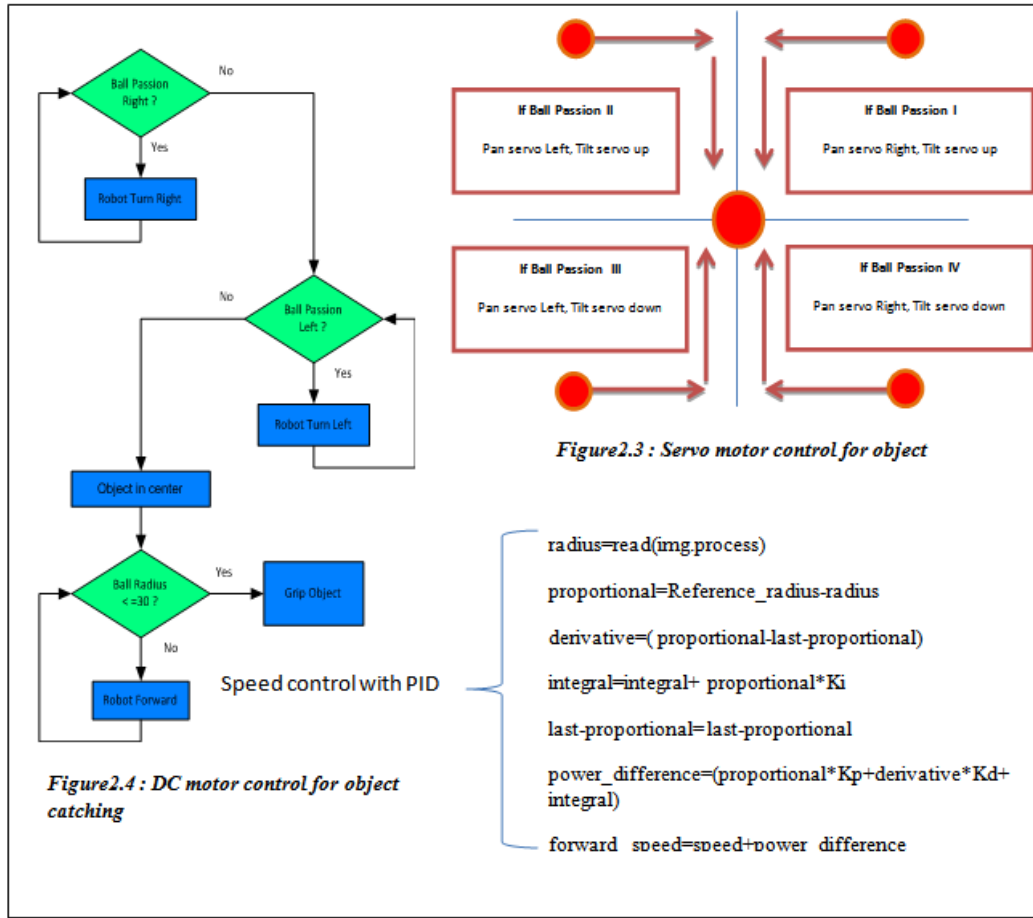 Ball Passion
Right ?
No
Yes
Robot Turn Right
Ball Passion
Left ?
No
Yes
Robot Turn Left
Object in center
Ball Radius
< =30 ?
Yes
Grip Object
No
Robot Forward
Figure2.4 : DC motor control for object
catching
If Ball Passion II
Pan servo Left, Tilt servo up
If Ball Passion I
Pan servo Right, Tilt servo up
If Ball Passion III
Pan servo Left, Tilt servo down
If Ball Passion IV
Pan servo Right, Tilt servo down
Figure2.3 : Servo motor control for object
Speed control with PID
radius=read(img.process)
proportional=Reference_radius-radius
derivative=( proportional-last-proportional)
integral=integral+ proportional*Ki
last-proportional=last-proportional
power_difference=(proportional*Kp+derivative*Kd+
integral)
forward_speed=speed+power_difference